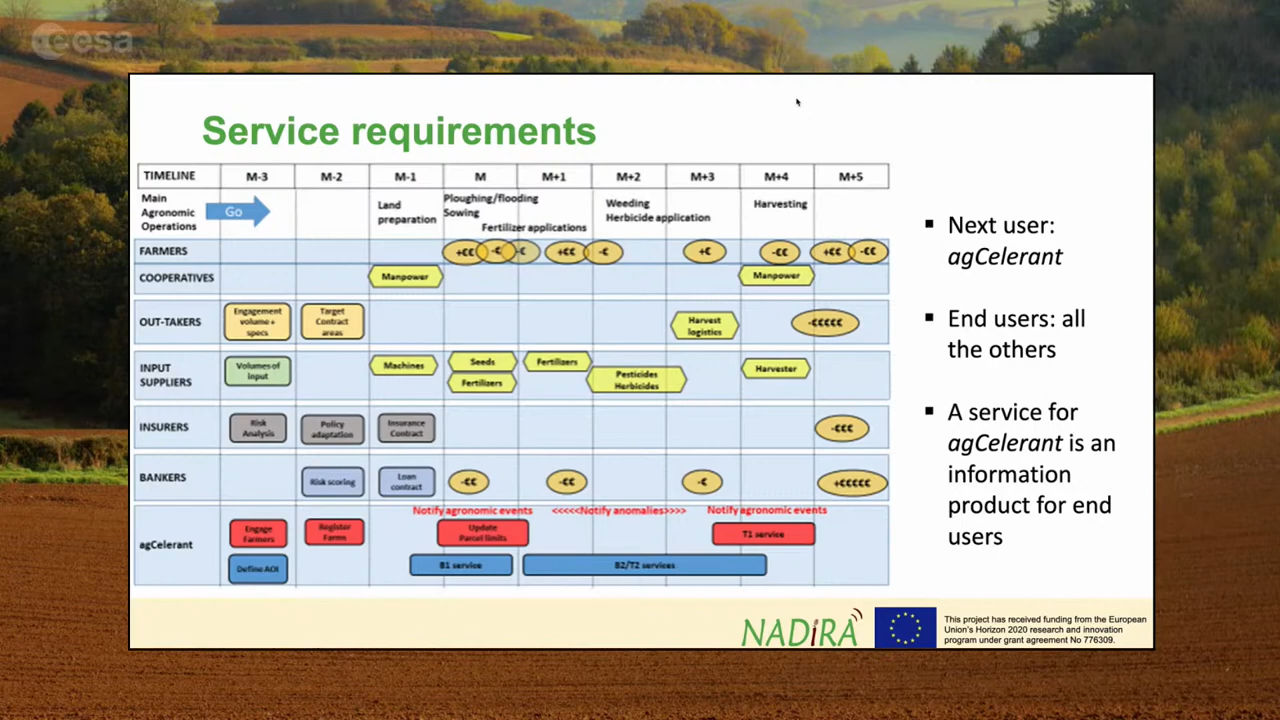 esa
Service requirements
TIMELINE M-3 M-2 M-1 M M+1 M+2 M+3 M+4 M+5
Main
Agronomic
Operations
Go
Land
preparation
Ploughing/flooding
Sowing
Fertilizer applications
Weeding
Herbicide application
Harvesting
FARMERS +€€ -€ -€ +€€ -€ +€ -€€ +€€ -€€
COOPERATIVES Manpower Manpower
OUT-TAKERS
Engagement
volume +
specs
Target
Contract
areas
Harvest
logistics
-€€€€€
INPUT
SUPPLIERS
Volumes of
input
Machines
Seeds
Fertilizers
Fertilizers
Pesticides
Herbicides
Harvester
INSURERS
Risk
Analysis
Policy
adaptation
Insurance
Contract
-€€€
BANKERS
Risk scoring
Loan
contract
-€€ -€€ -€ +€€€€€
Notify agronomic events <<<<<Notify anomalies>>>> Notify agronomic events
agCelerant
Engage
Farmers
Register
Farms
Update
Parcel limits
T1 service
Define AOI
B1 service
B2/T2 services
▪ Next user:
agCelerant
▪ End users: all
the others
▪ A service for
agCelerant is an
information
product for end
users
NADiRA
This project has received funding from the European
Union's Horizon 2020 research and innovation
program under grant agreement No 776309.